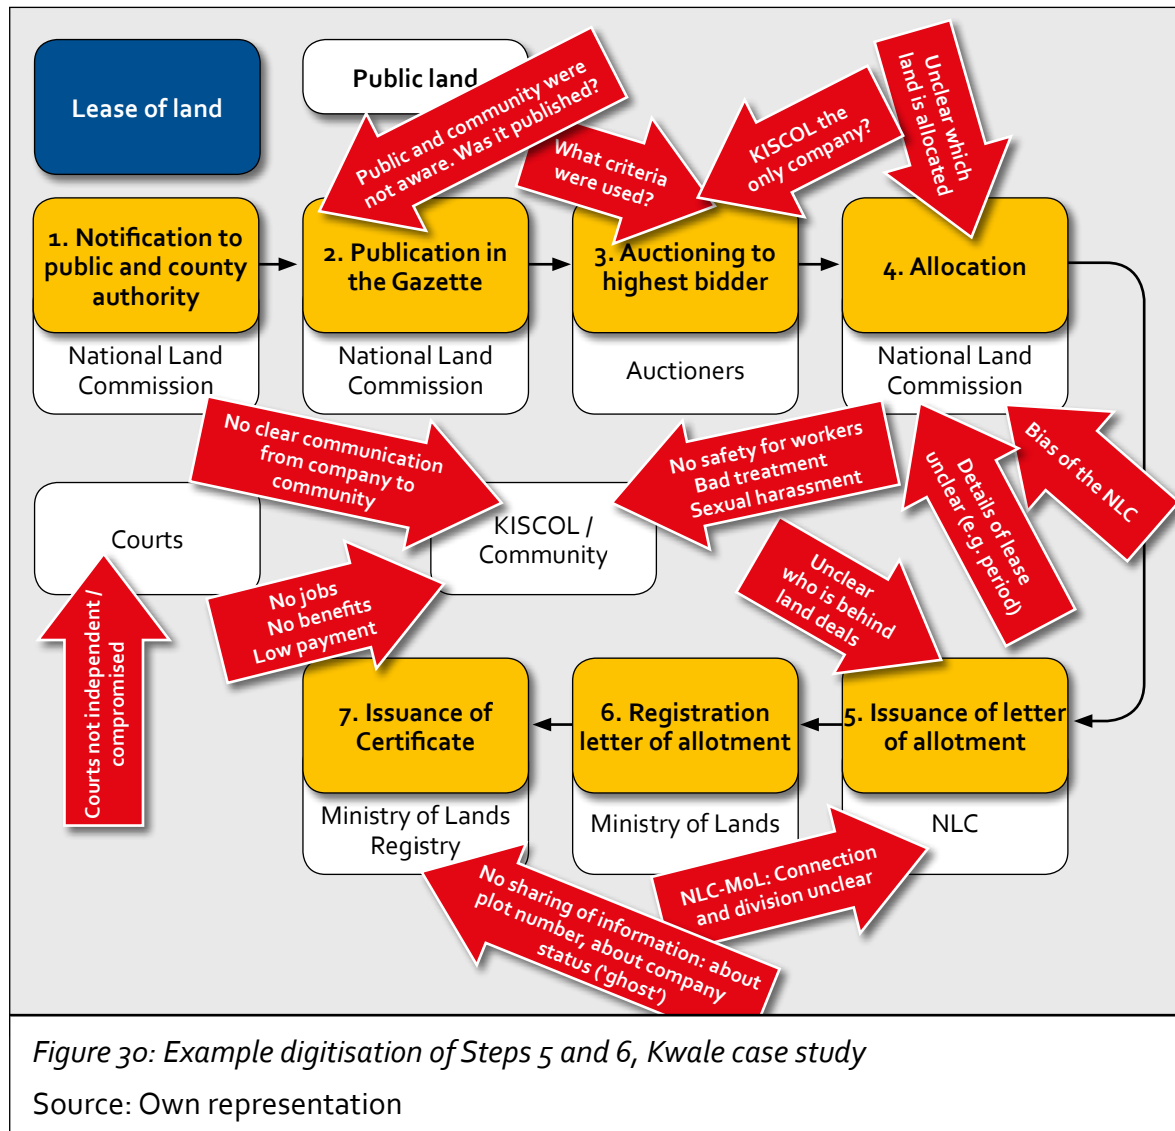 Lease of land
Public land
Public and community were
not aware. Was it published?
What criteria
were used?
KISCOL the
only company?
Unclear which
land is allocated
1. Notification to
public and county
authority
National Land
Commission
2. Publication in
the Gazette
National Land
Commission
3. Auctioning to
highest bidder
Auctioners
4. Allocation
National Land
Commission
No clear communication
from company to
community
No safety for workers
Bad treatment
Sexual harassment
Details of lease
unclear (e.g. period)
Bias of the NLC
Courts
KISCOL /
Community
No jobs
No benefits
Low payment
Unclear
who is behind
land deals
Courts not independent /
compromised
7. Issuance of
Certificate
Ministry of Lands
Registry
6. Registration
letter of allotment
Ministry of Lands
5. Issuance of letter
of allotment
NLC
No sharing of information: about
plot number, about company
status (‘ghost’)
NLC-MoL: Connection
and division unclear
Figure 30: Example digitisation of Steps 5 and 6, Kwale case study
Source: Own representation